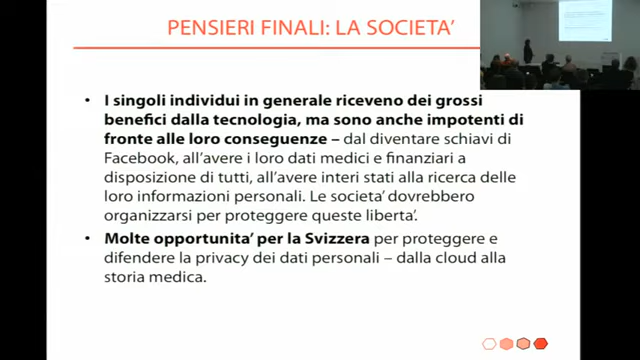 PENSIERI FINALI: LA SOCIETA’
• I singoli individui in generale riceveno dei grossi
benefici dalla tecnologia, ma sono anche impotenti di
fronte alle loro conseguenze – dal diventare schiavi di
Facebook, all’avere i loro dati medici e finanziari a
disposizione di tutti, all’avere interi stati alla ricerca delle
loro informazioni personali. Le societa’ dovrebbero
organizzarsi per proteggere queste liberta’.
• Molte opportunita’ per la Svizzera per proteggere e
difendere la privacy dei dati personali – dalla cloud alla
storia medica.